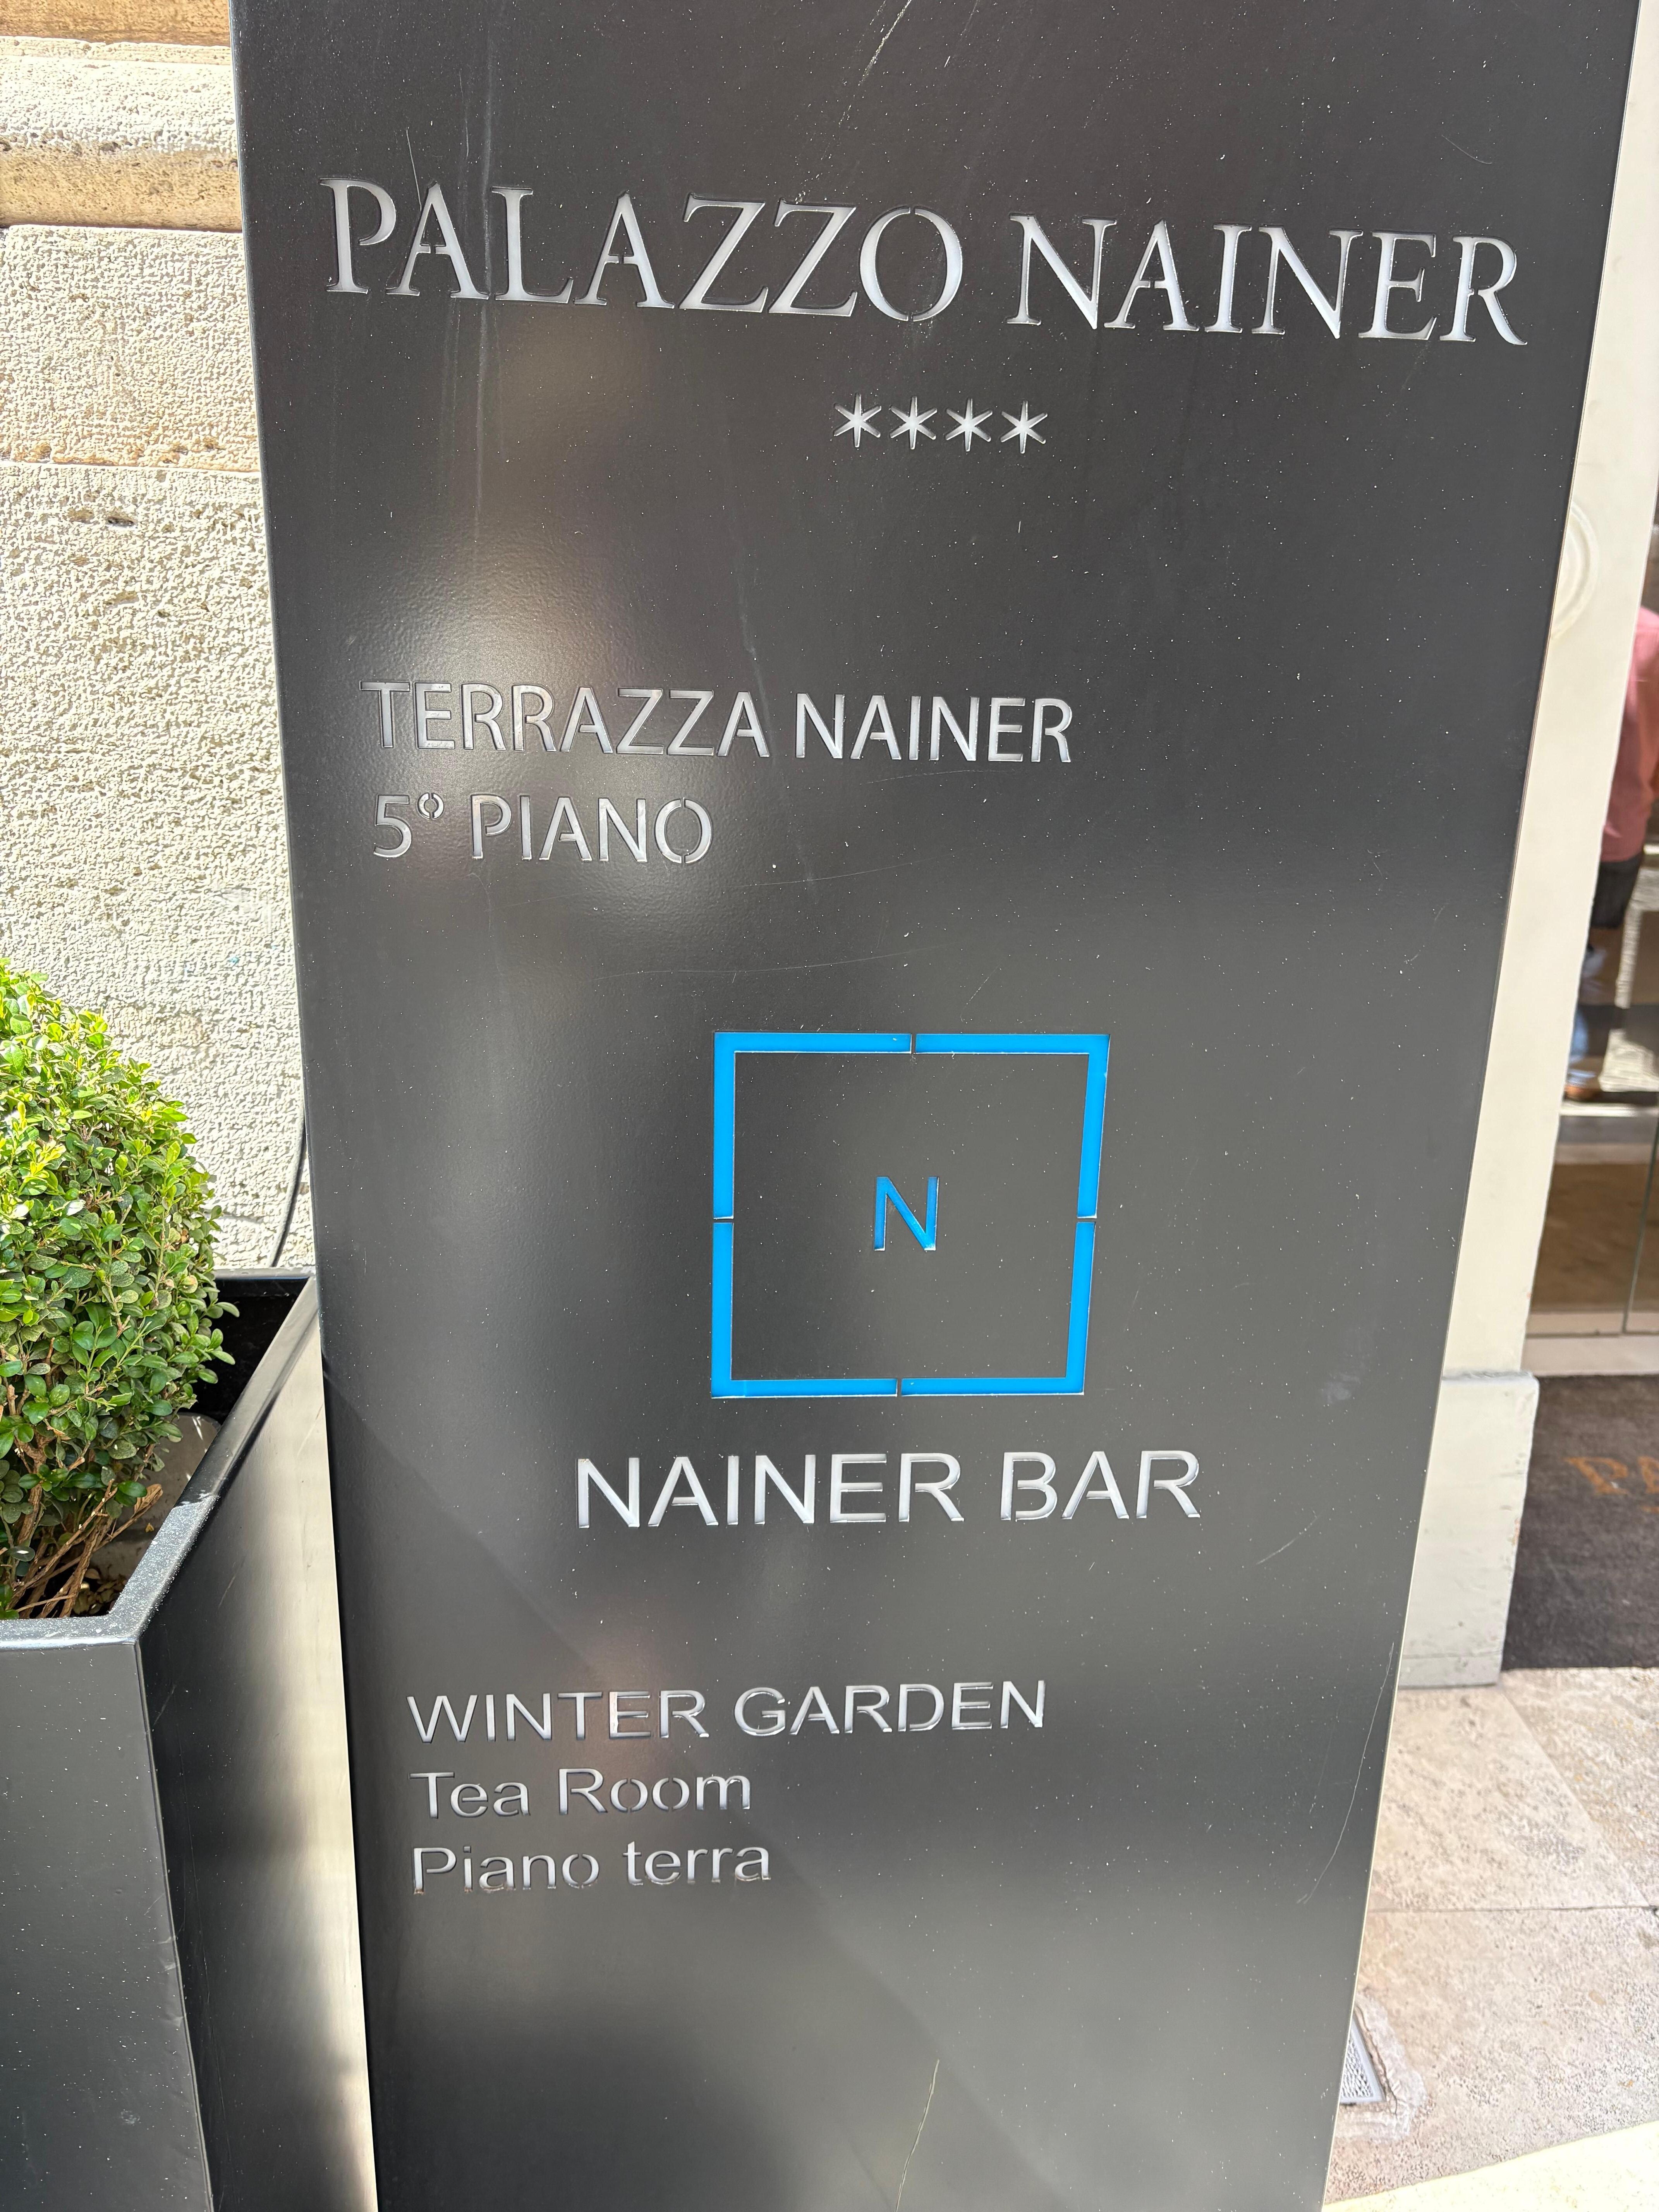 PALAZZO NAINER
****
TERRAZZA NAINER
5° PIANO
N
NAINER BAR
WINTER GARDEN
Tea Room
Piano terra